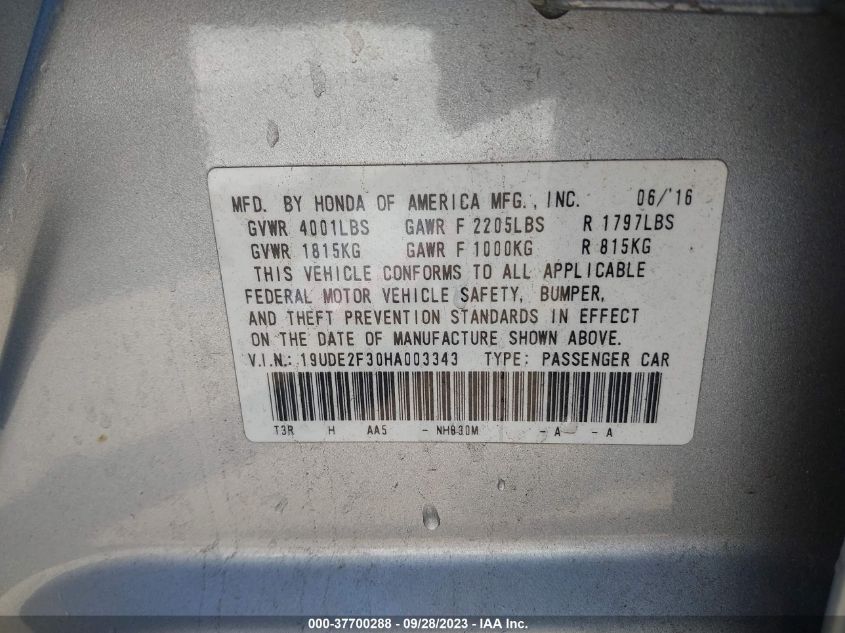 MFD. BY HONDA OF AMERICA MFG., INC. 06/'16
GVWR 4001LBS GAWR F 2205LBS R 1797LBS
GVWR 1815KG GAWR F 1000KG R 815KG
THIS VEHICLE CONFORMS TO ALL APPLICABLE
FEDERAL MOTOR VEHICLE SAFETY, BUMPER,
AND THEFT PREVENTION STANDARDS IN EFFECT
ON THE DATE OF MANUFACTURE SHOWN ABOVE.
V.I.N.: 19UDE2F30HA003343 TYPE: PASSENGER CAR
T3R H AA5 - NH830M - A - A
000-37700288 - 09/28/2023 - IAA Inc.